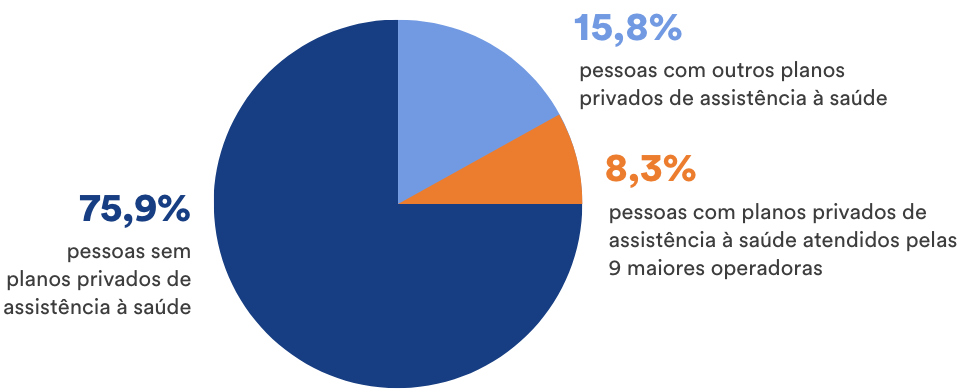 15,8%
pessoas com outros planos
privados de assistência à saúde
8,3%
pessoas com planos privados de
assistência à saúde atendidos pelas
9 maiores operadoras
75,9%
pessoas sem
planos privados de
assistência à saúde